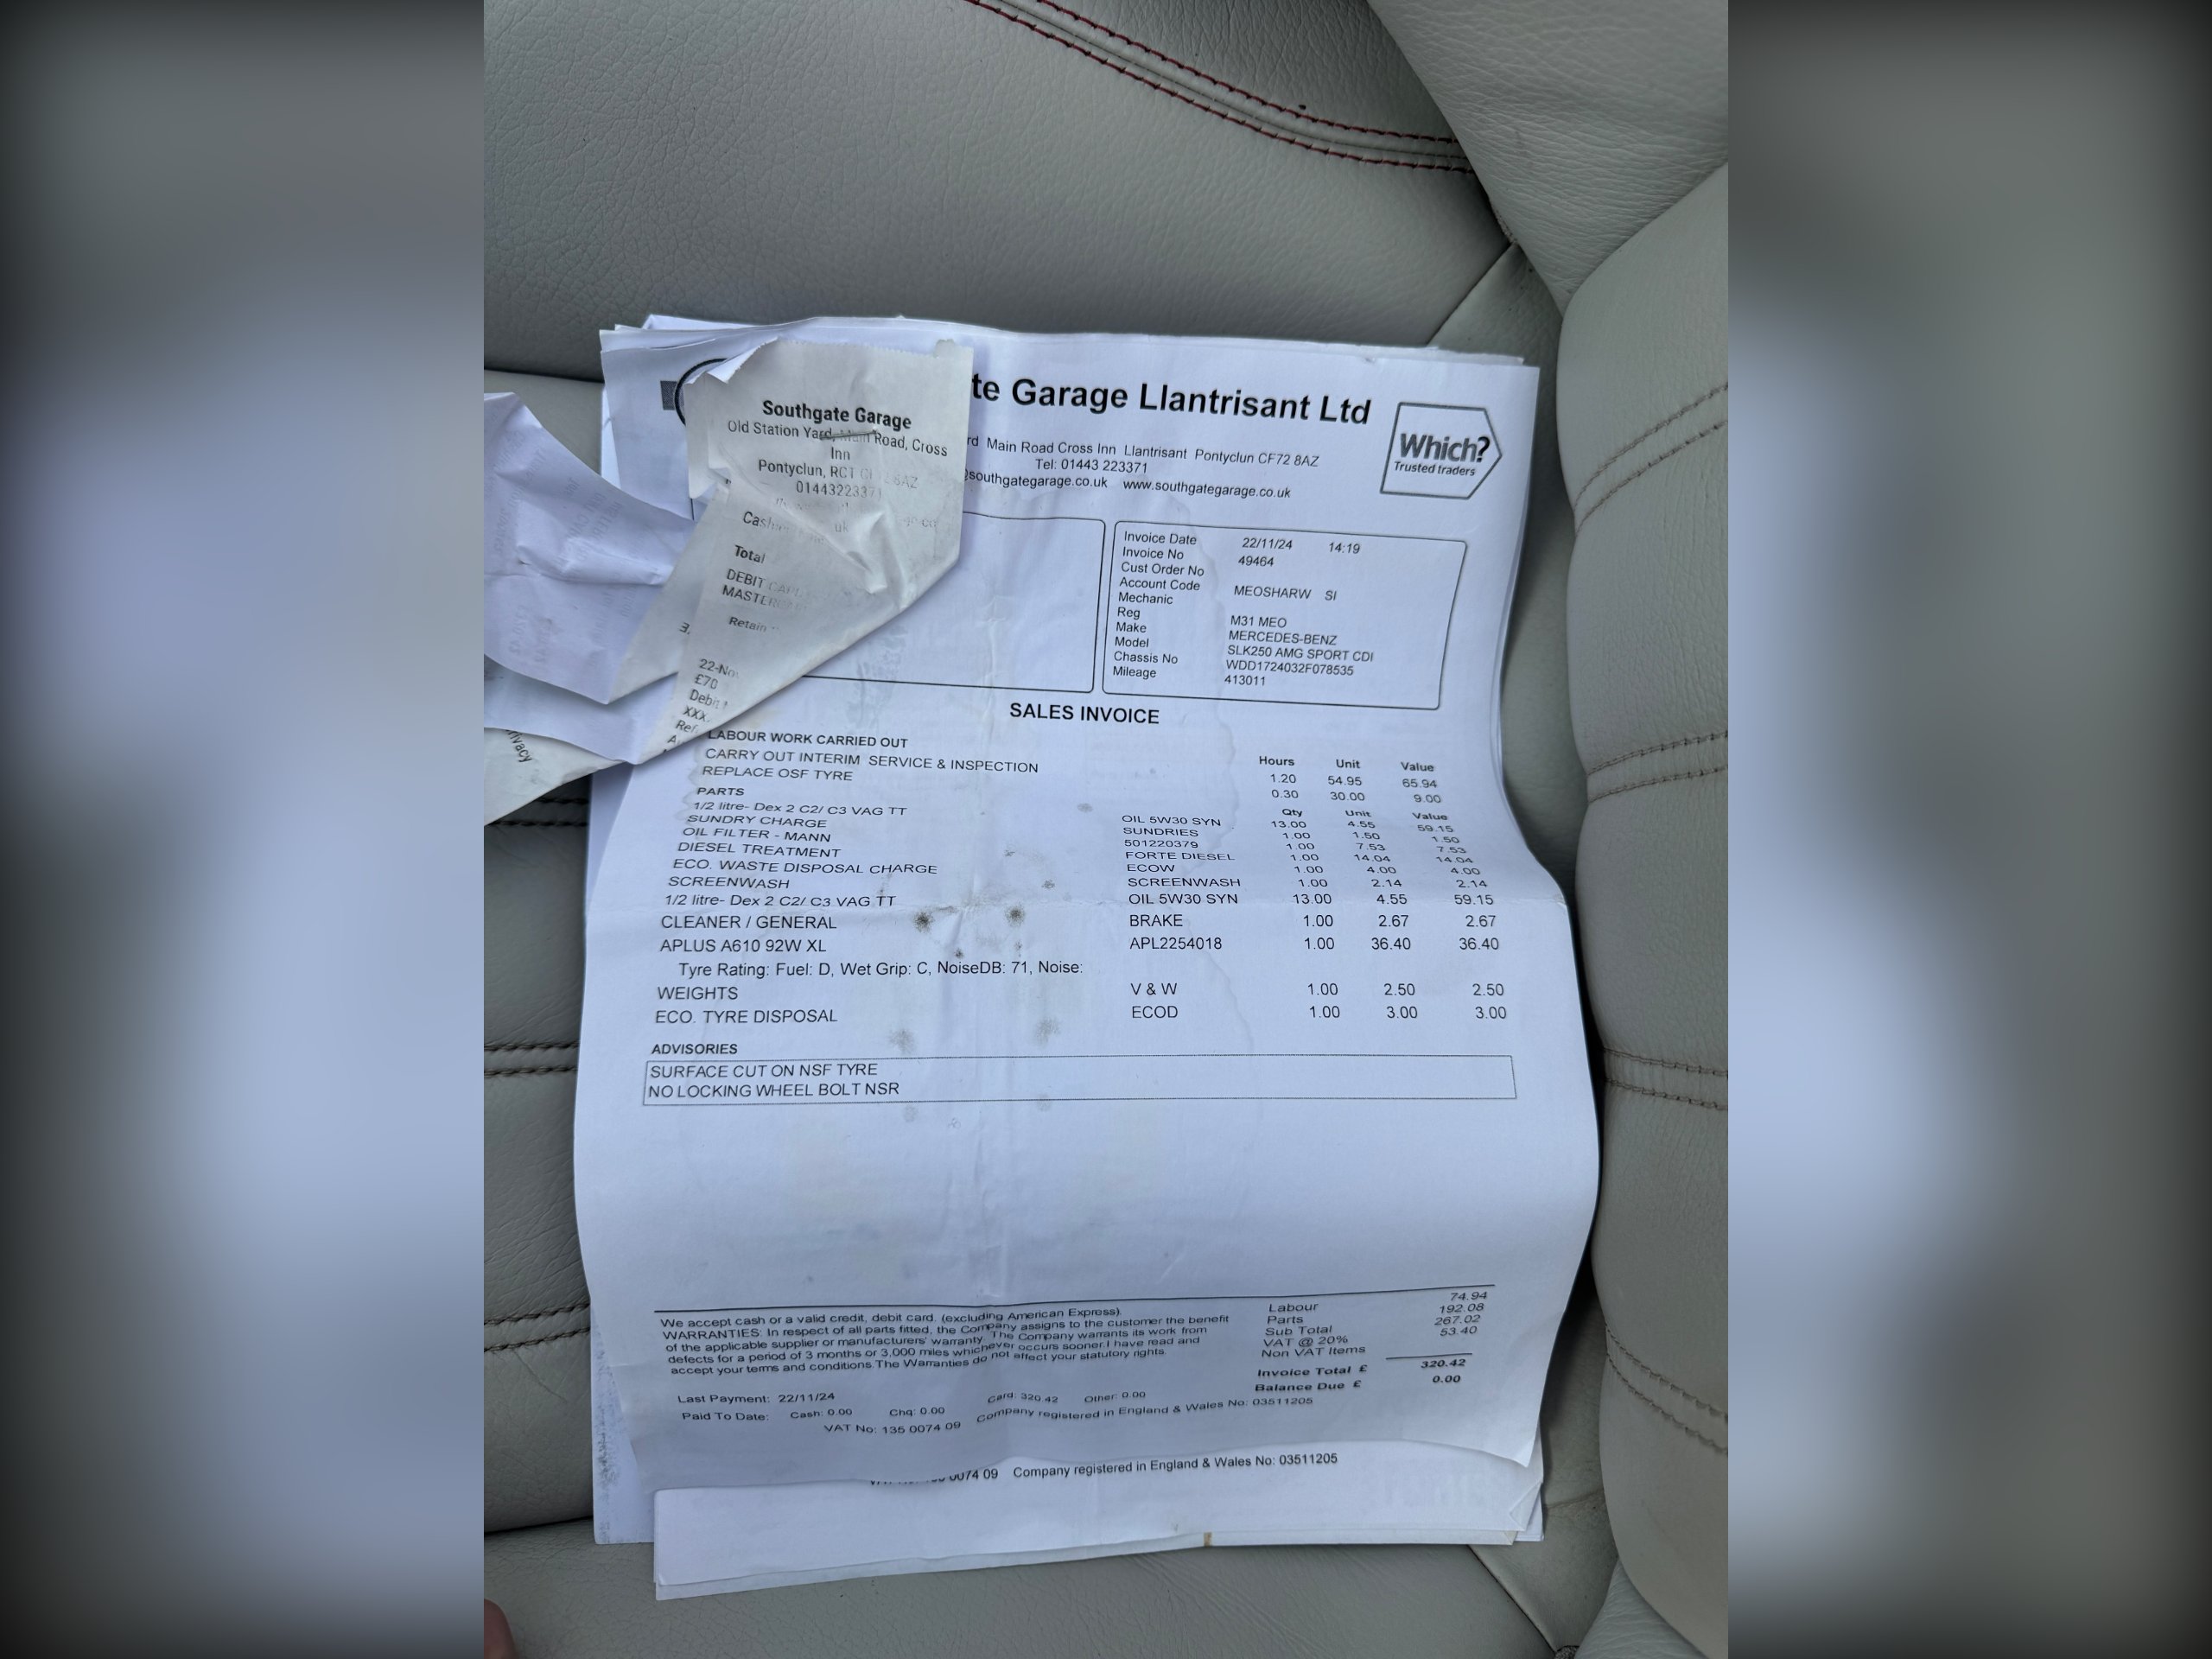 Southgate Garage
Old Station Yard, Main Road, Cross
Inn
Pontyclun, RCT
01443223371
Total
DEBIT
Retain
£70
XXX
te Garage Llantrisant Ltd
rd Main Road Cross Inn Llantrisant Pontyclun CF72 8AZ
Tel: 01443 223371
@southgategarage.co.uk www.southgategarage.co.uk
Which?
Trusted traders
Invoice Date 22/11/24 14:19
Invoice No 49464
Cust Order No
Account Code MEOSHARW SI
Mechanic
Reg M31 MEO
Make MERCEDES-BENZ
Model SLK250 AMG SPORT CDI
Chassis No WDD1724032F078535
Mileage 413011
SALES INVOICE
LABOUR WORK CARRIED OUT Hours Unit Value
CARRY OUT INTERIM SERVICE & INSPECTION 1.20 54.95 65.94
REPLACE OSF TYRE 0.30 30.00 9.00
PARTS Qty Unit Value
1/2 litre- Dex 2 C2/ C3 VAG TT OIL 5W30 SYN 13.00 4.55 59.15
SUNDRY CHARGE SUNDRIES 1.00 1.50 1.50
OIL FILTER - MANN 501220379 1.00 7.53 7.53
DIESEL TREATMENT FORTE DIESEL 1.00 14.04 14.04
ECO. WASTE DISPOSAL CHARGE ECOW 1.00 4.00 4.00
SCREENWASH SCREENWASH 1.00 2.14 2.14
1/2 litre- Dex 2 C2/ C3 VAG TT OIL 5W30 SYN 13.00 4.55 59.15
CLEANER / GENERAL BRAKE 1.00 2.67 2.67
APLUS A610 92W XL APL2254018 1.00 36.40 36.40
Tyre Rating: Fuel: D, Wet Grip: C, NoiseDB: 71, Noise:
WEIGHTS V & W 1.00 2.50 2.50
ECO. TYRE DISPOSAL ECOD 1.00 3.00 3.00
ADVISORIES
SURFACE CUT ON NSF TYRE
NO LOCKING WHEEL BOLT NSR
We accept cash or a valid credit, debit card. (excluding American Express).
WARRANTIES: In respect of all parts fitted, the Company assigns to the customer the benefit
of the applicable supplier or manufacturers' warranty. The Company warrants its work from
defects for a period of 3 months or 3,000 miles whichever occurs sooner.I have read and
accept your terms and conditions.The Warranties do not affect your statutory rights.
Labour 74.94
Parts 192.08
Sub Total 267.02
VAT @ 20% 53.40
Non VAT Items
Invoice Total £ 320.42
Balance Due £ 0.00
Last Payment: 22/11/24
Paid To Date: Cash: 0.00 Chq: 0.00 Card: 320.42 Other: 0.00
VAT No: 135 0074 09 Company registered in England & Wales No: 03511205
0074 09 Company registered in England & Wales No: 03511205